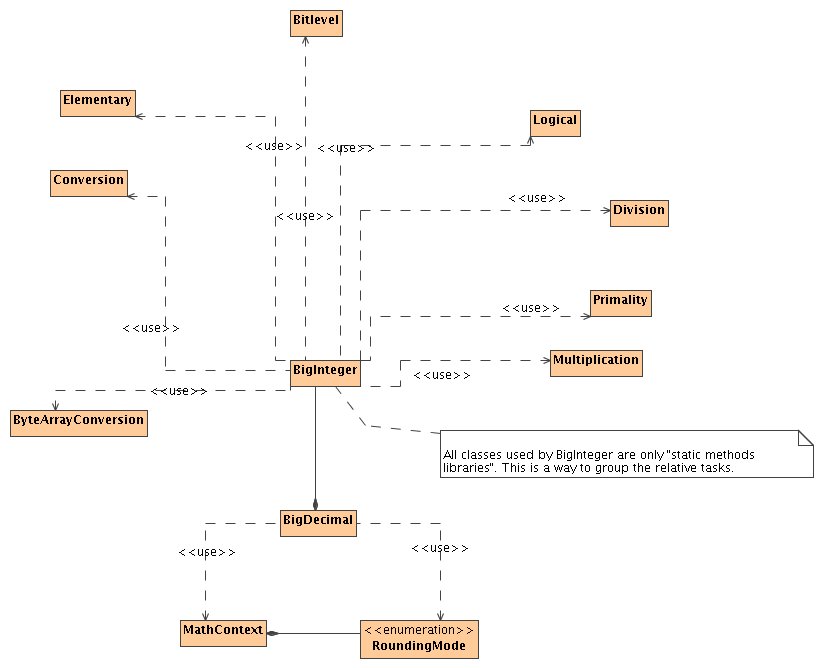 Bitlevel
Elementary
Logical
<<use>>
<<use>>
Conversion
<<use>>
Division
<<use>>
Primality
<<use>>
<<use>>
Multiplication
BigInteger
<<use>>
<<use>>
ByteArrayConversion
All classes used by BigInteger are only "static methods
libraries". This is a way to group the relative tasks.
BigDecimal
<<use>>
<<use>>
MathContext
<<enumeration>>
RoundingMode